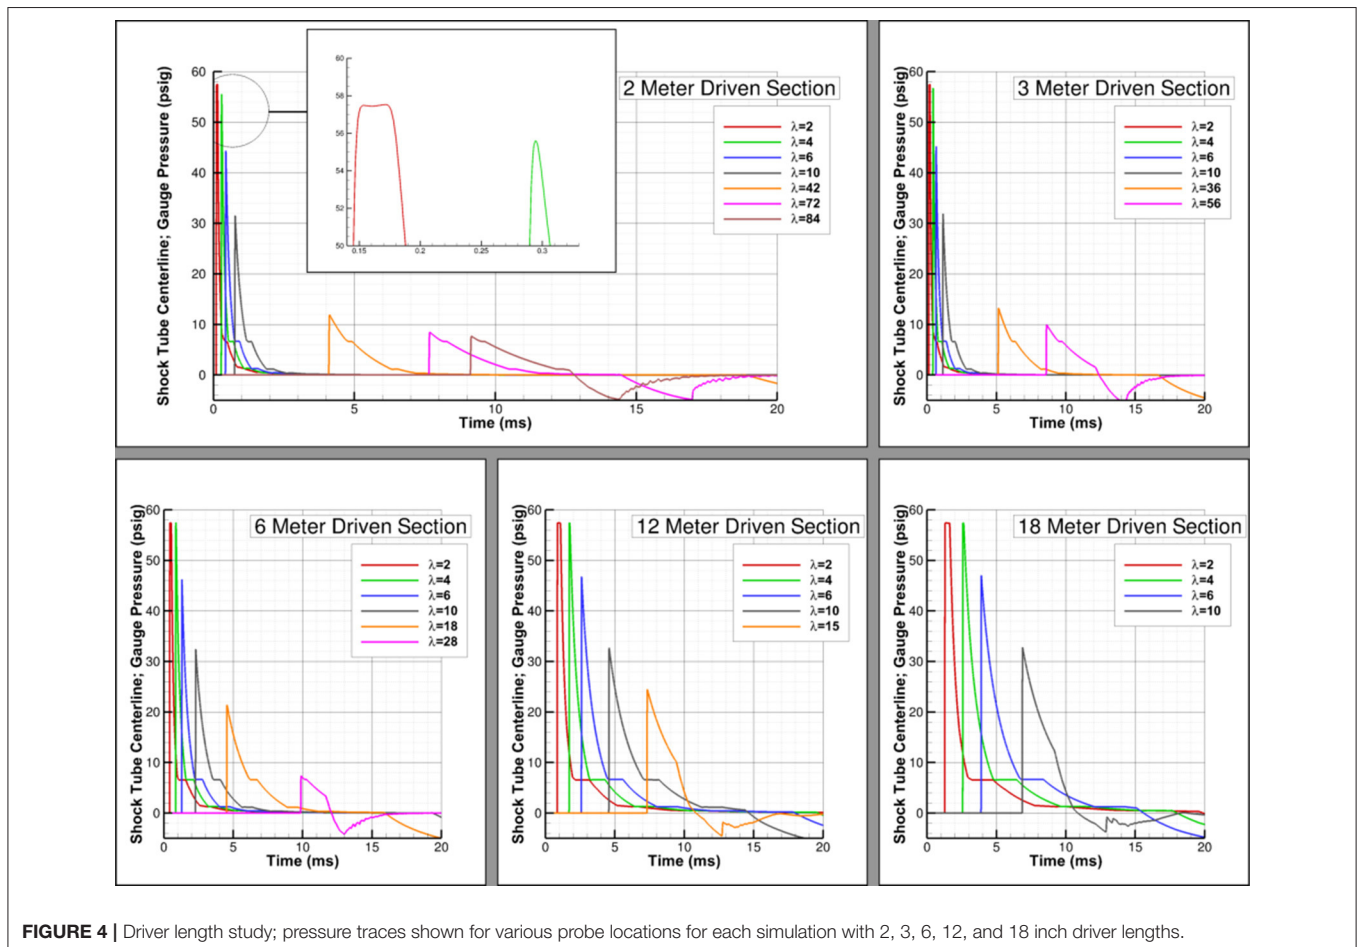 2 Meter Driven Section
Shock Tube Centerline; Gauge Pressure (psig)
60
50
40
30
20
10
0
0
5
10
15
20
Time (ms)
λ=2
λ=4
λ=6
λ=10
λ=42
λ=72
λ=84
60
58
56
54
52
50
0.15
0.2
0.25
0.3
3 Meter Driven Section
Shock Tube Centerline; Gauge Pressure (psig)
60
50
40
30
20
10
0
0
5
10
15
20
Time (ms)
λ=2
λ=4
λ=6
λ=10
λ=36
λ=56
6 Meter Driven Section
Shock Tube Centerline; Gauge Pressure (psig)
60
50
40
30
20
10
0
0
5
10
15
20
Time (ms)
λ=2
λ=4
λ=6
λ=10
λ=18
λ=28
12 Meter Driven Section
Shock Tube Centerline; Gauge Pressure (psig)
60
50
40
30
20
10
0
0
5
10
15
20
Time (ms)
λ=2
λ=4
λ=6
λ=10
λ=15
18 Meter Driven Section
Shock Tube Centerline; Gauge Pressure (psig)
60
50
40
30
20
10
0
0
5
10
15
20
Time (ms)
λ=2
λ=4
λ=6
λ=10
FIGURE 4 | Driver length study; pressure traces shown for various probe locations for each simulation with 2, 3, 6, 12, and 18 inch driver lengths.